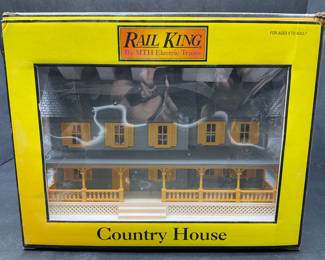 RAIL KING
By MTH Electric Trains
FOR AGES 8 TO ADULT
Country House